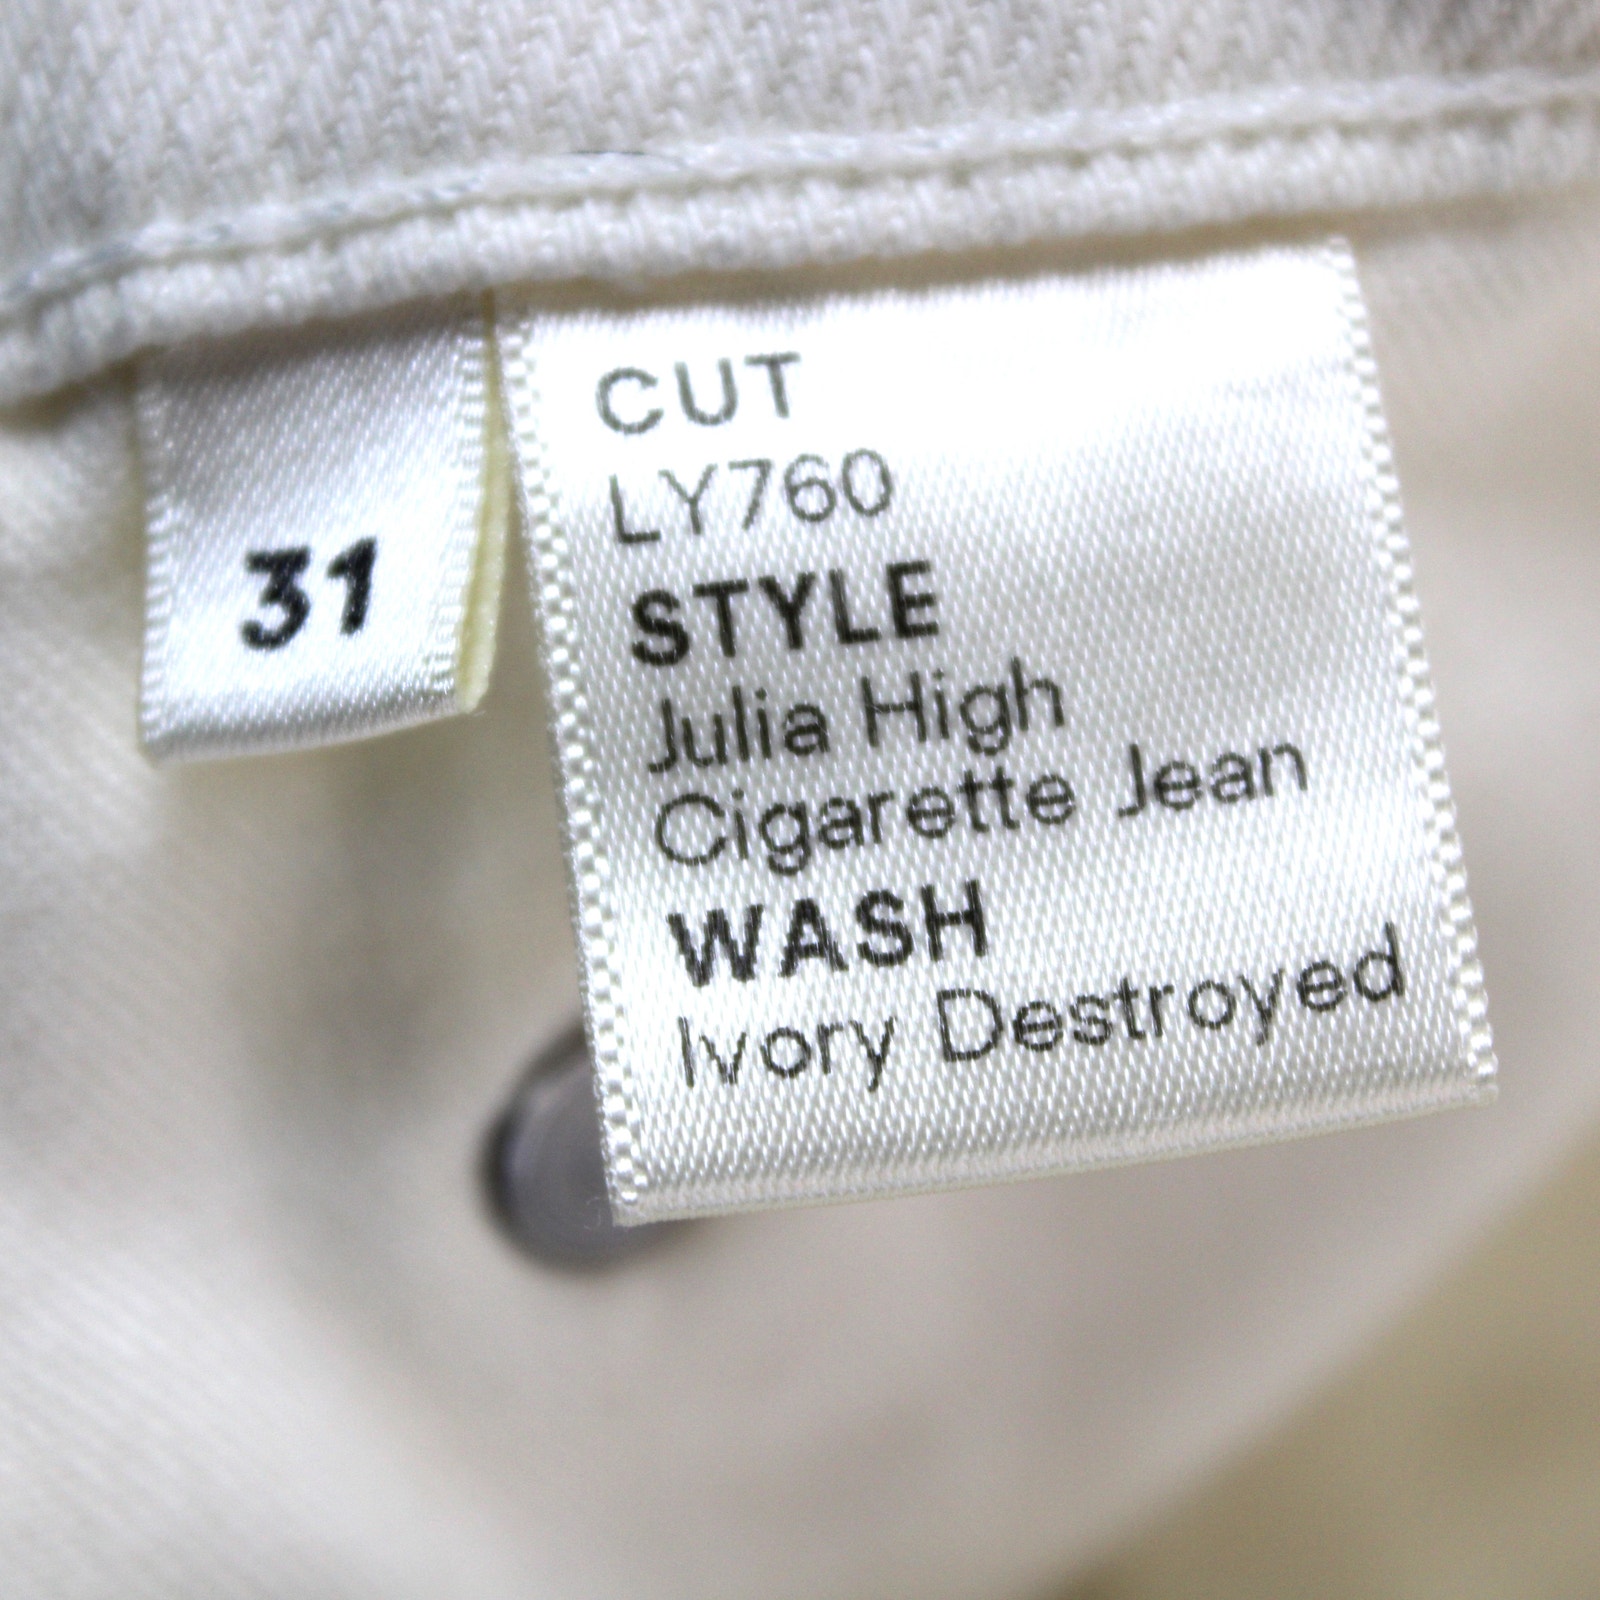 31
CUT
LY760
STYLE
Julia High
Cigarette Jean
WASH
Ivory Destroyed